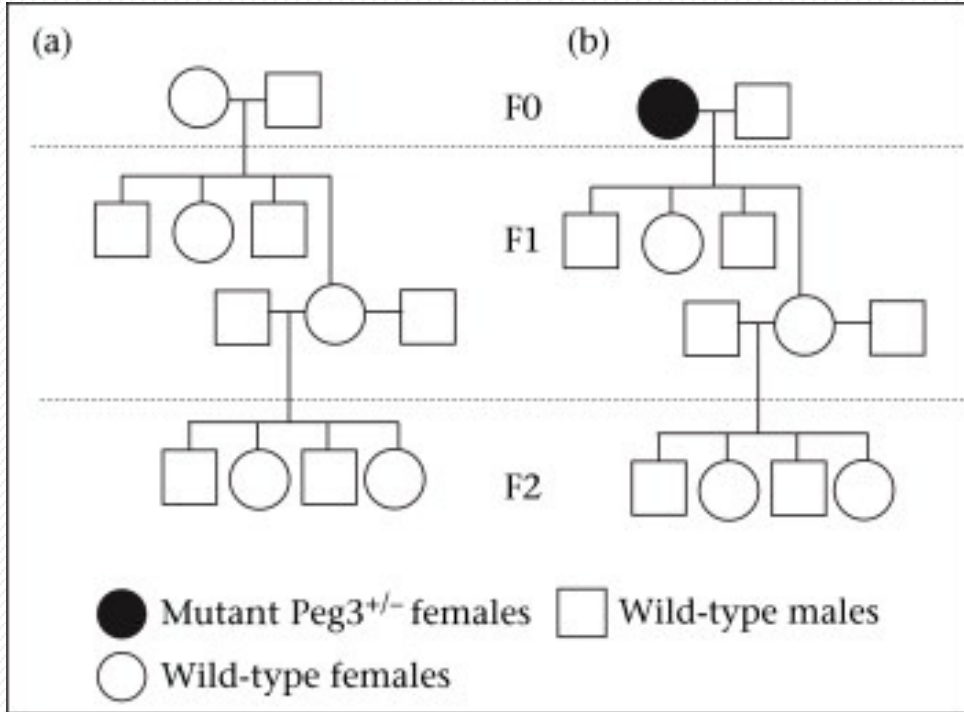 (a) (b)
F0
F1
F2
Mutant Peg3+/– females
Wild-type males
Wild-type females